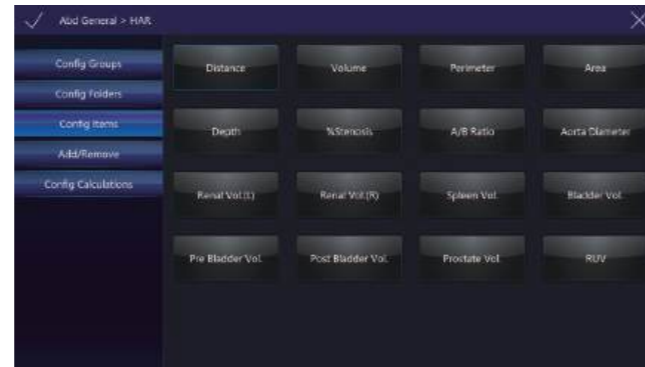 Abd General > HAR
Config Groups
Config Folders
Config Items
Add/Remove
Config Calculations
Distance Volume Perimeter Area
Depth %Stenosis A/B Ratio Aorta Diameter
Renal Vol.(L) Renal Vol.(R) Spleen Vol. Bladder Vol.
Pre Bladder Vol. Post Bladder Vol. Prostate Vol. RUV